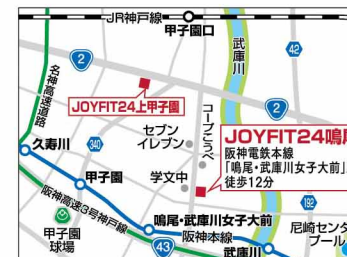 JR神戸線
甲子園口
武庫川
2
42
名神高速道路
2
JOYFIT24上甲子園
コープこうべ
セブン
イレブン
340
久寿川
JOYFIT24鳴尾
阪神電鉄本線
「鳴尾・武庫川女子大前」
徒歩12分
甲子園
学文中
阪神高速3号神戸線
192
鳴尾・武庫川女子大前
甲子園
球場
43
阪神本線
武庫川
尼崎センタ
プール